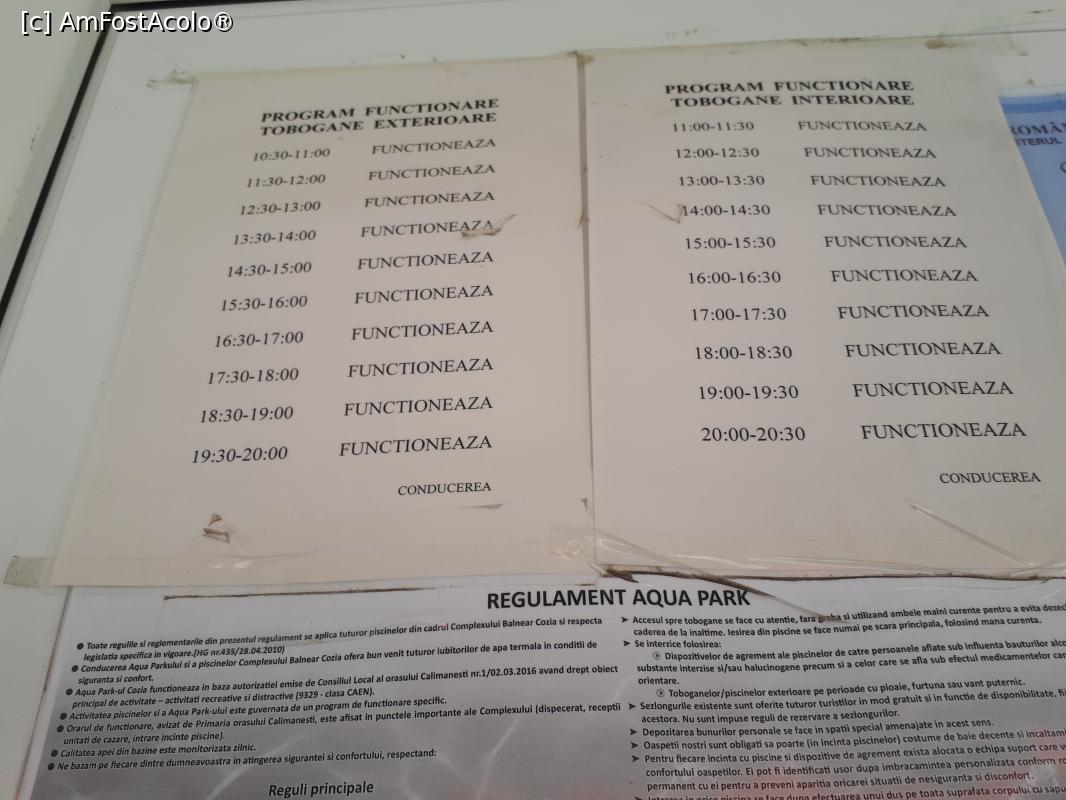 [c] AmFostAcolo®
PROGRAM FUNCTIONARE
TOBOGANE EXTERIOARE
10:30-11:00 FUNCTIONEAZA
11:30-12:00 FUNCTIONEAZA
12:30-13:00 FUNCTIONEAZA
13:30-14:00 FUNCTIONEAZA
14:30-15:00 FUNCTIONEAZA
15:30-16:00 FUNCTIONEAZA
16:30-17:00 FUNCTIONEAZA
17:30-18:00 FUNCTIONEAZA
18:30-19:00 FUNCTIONEAZA
19:30-20:00 FUNCTIONEAZA
CONDUCEREA
PROGRAM FUNCTIONARE
TOBOGANE INTERIOARE
11:00-11:30 FUNCTIONEAZA
12:00-12:30 FUNCTIONEAZA
13:00-13:30 FUNCTIONEAZA
14:00-14:30 FUNCTIONEAZA
15:00-15:30 FUNCTIONEAZA
16:00-16:30 FUNCTIONEAZA
17:00-17:30 FUNCTIONEAZA
18:00-18:30 FUNCTIONEAZA
19:00-19:30 FUNCTIONEAZA
20:00-20:30 FUNCTIONEAZA
CONDUCEREA
REGULAMENT AQUA PARK
● Toate regulile si reglementarile din prezentul regulament se aplica tuturor piscinelor din cadrul Complexului Balnear Cozia si respecta
legislatia specifica in vigoare.(HG nr.435/28.04.2010)
● Conducerea Aqua Parkului si a piscinelor Complexului Balnear Cozia ofera bun venit tuturor iubitorilor de apa termala in conditii de
siguranta si confort.
● Aqua Park-ul Cozia functioneaza in baza autorizatiei emise de Consiliul Local al orasului Calimanesti nr.1/02.03.2016 avand drept obiect
principal de activitate – activitati recreative si distractive (9329 - clasa CAEN).
● Activitatea piscinelor si a Aqua Park-ului este guvernata de un program de functionare specific.
● Orarul de functionare, avizat de Primaria orasului Calimanesti, este afisat in punctele importante ale Complexului (dispecerat, receptii
unitati de cazare, intrare incinte piscine).
● Calitatea apei din bazine este monitorizata zilnic.
● Ne bazam pe fiecare dintre dumneavoastra in atingerea sigurantei si confortului, respectand:
Reguli principale
➤ Accesul spre tobogane se face cu atentie, fara graba si utilizand ambele maini curente pentru a evita
caderea de la inaltime. Iesirea din piscine se face numai pe scara principala, folosind mana curenta.
➤ Se interzice folosirea:
Dispozitivelor de agrement ale piscinelor de catre persoanele aflate sub influenta bauturilor
substante interzise si/sau halucinogene precum si a celor care se afla sub efectul medicamentelor
orientare.
Toboganelor/piscinelor exterioare pe perioade cu ploaie, furtuna sau vant puternic.
➤ Sezlongurile existente sunt oferite tuturor turistilor in mod gratuit si in functie de disponibilitate,
acestora. Nu sunt impuse reguli de rezervare a sezlongurilor.
➤ Depozitarea bunurilor personale se face in spatii special amenajate in acest sens.
➤ Oaspetii nostri sunt obligati sa poarte (in incinta piscinelor) costume de baie decente si
➤ Pentru fiecare incinta cu piscine si dispozitive de agrement exista alocata o echipa suport care
confortului oaspetilor. Ei pot fi identificati usor dupa imbracamintea personalizata conform
permanent cu ei pentru a preveni aparitia oricarei situatii de nesiguranta si disconfort.
piscina se face dupa efectuarea unui dus pe toata suprafata corpului cu